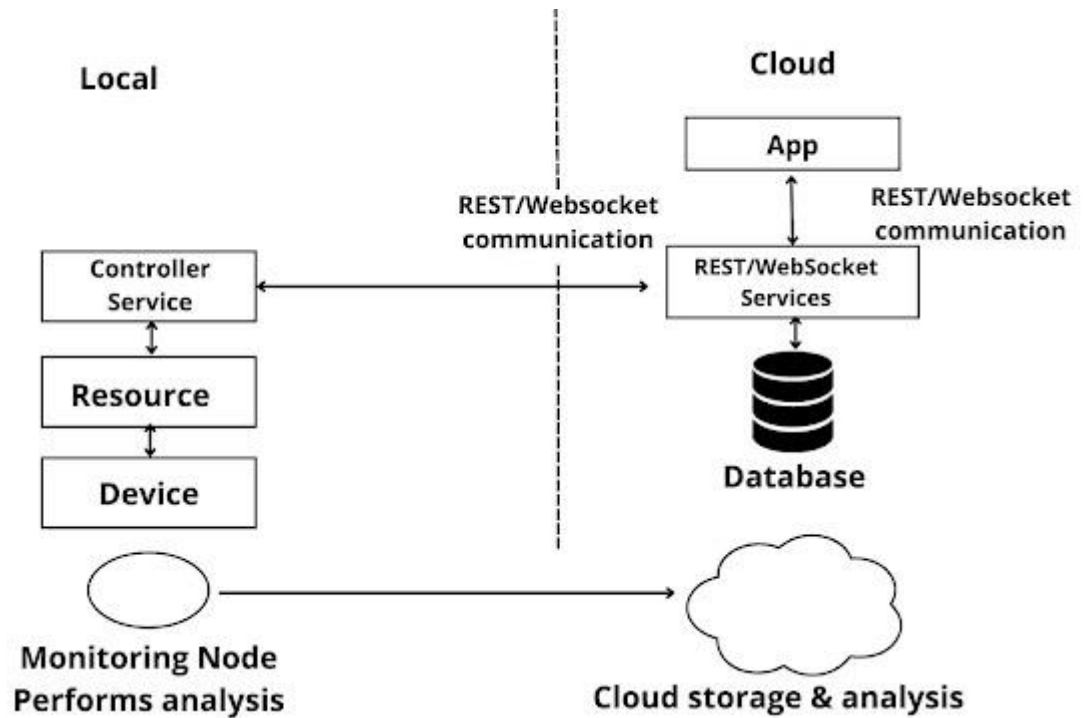 Local
Cloud
App
REST/Websocket
communication
REST/Websocket
communication
Controller
Service
REST/WebSocket
Services
Resource
Device
Database
Monitoring Node
Performs analysis
Cloud storage & analysis